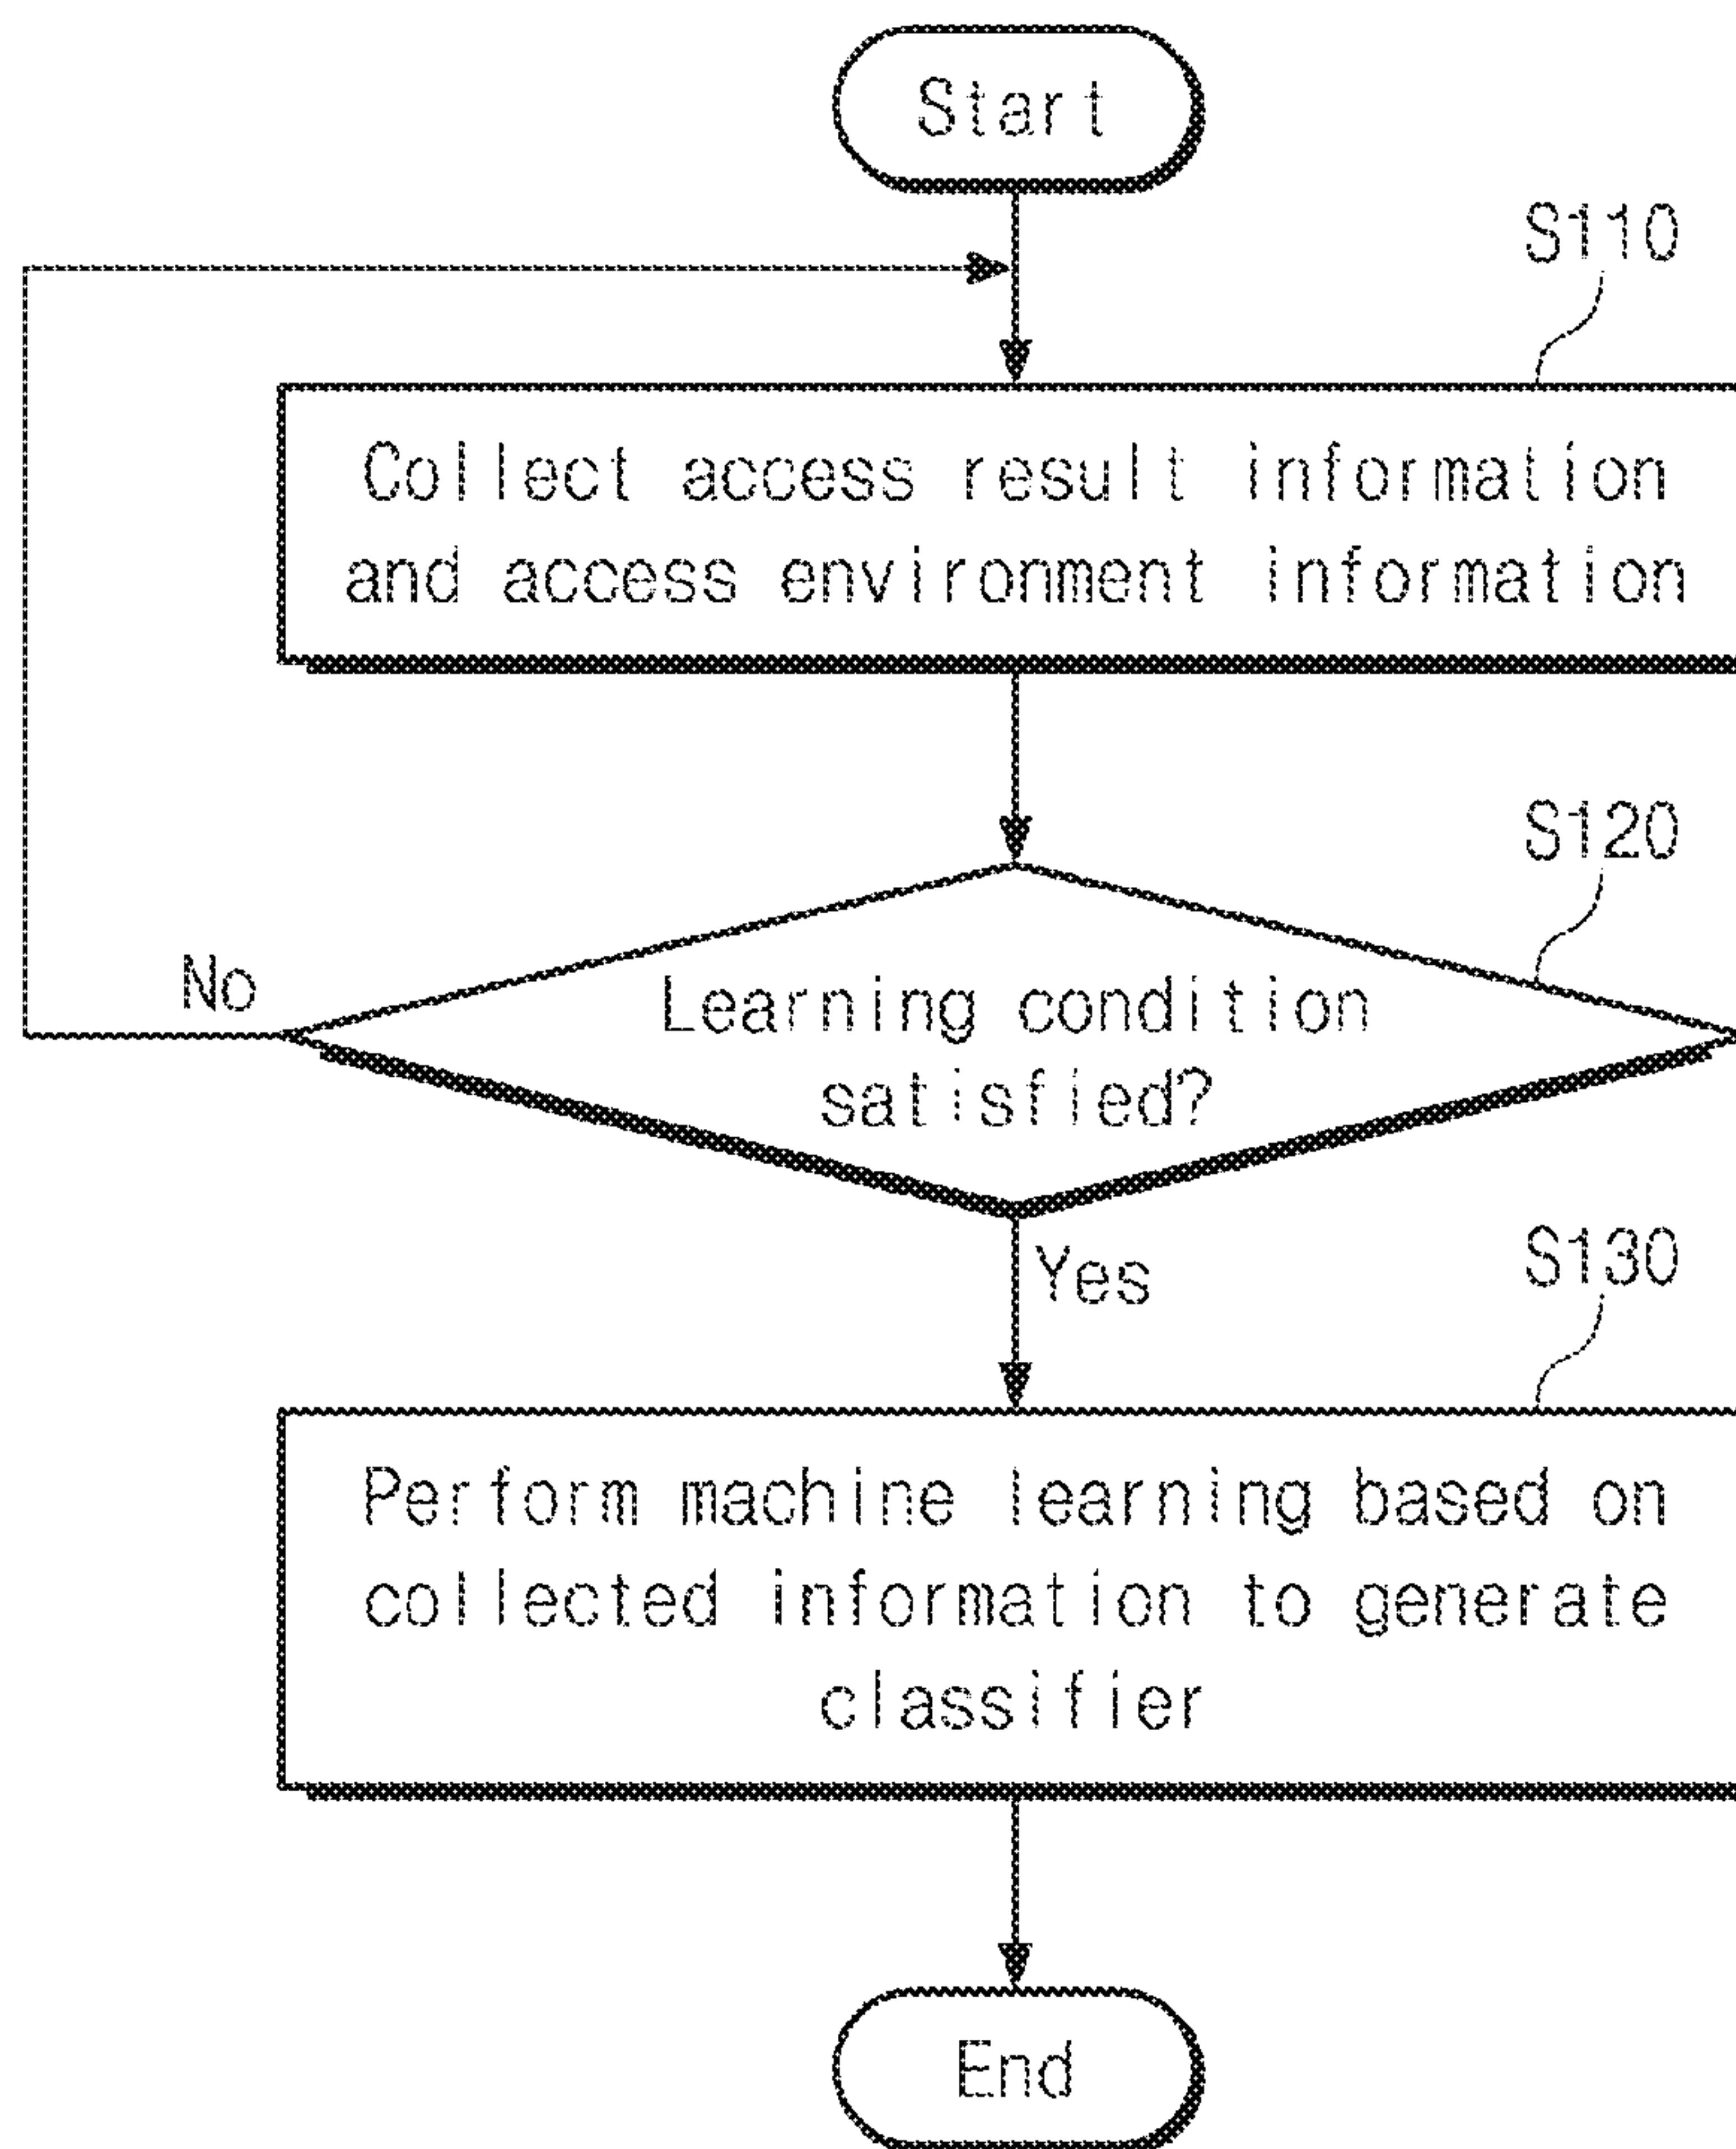 Start
S110
Collect access result information
and access environment information
S120
No
Learning condition
satisfied?
Yes
S130
Perform machine learning based on
collected information to generate
classifier
End